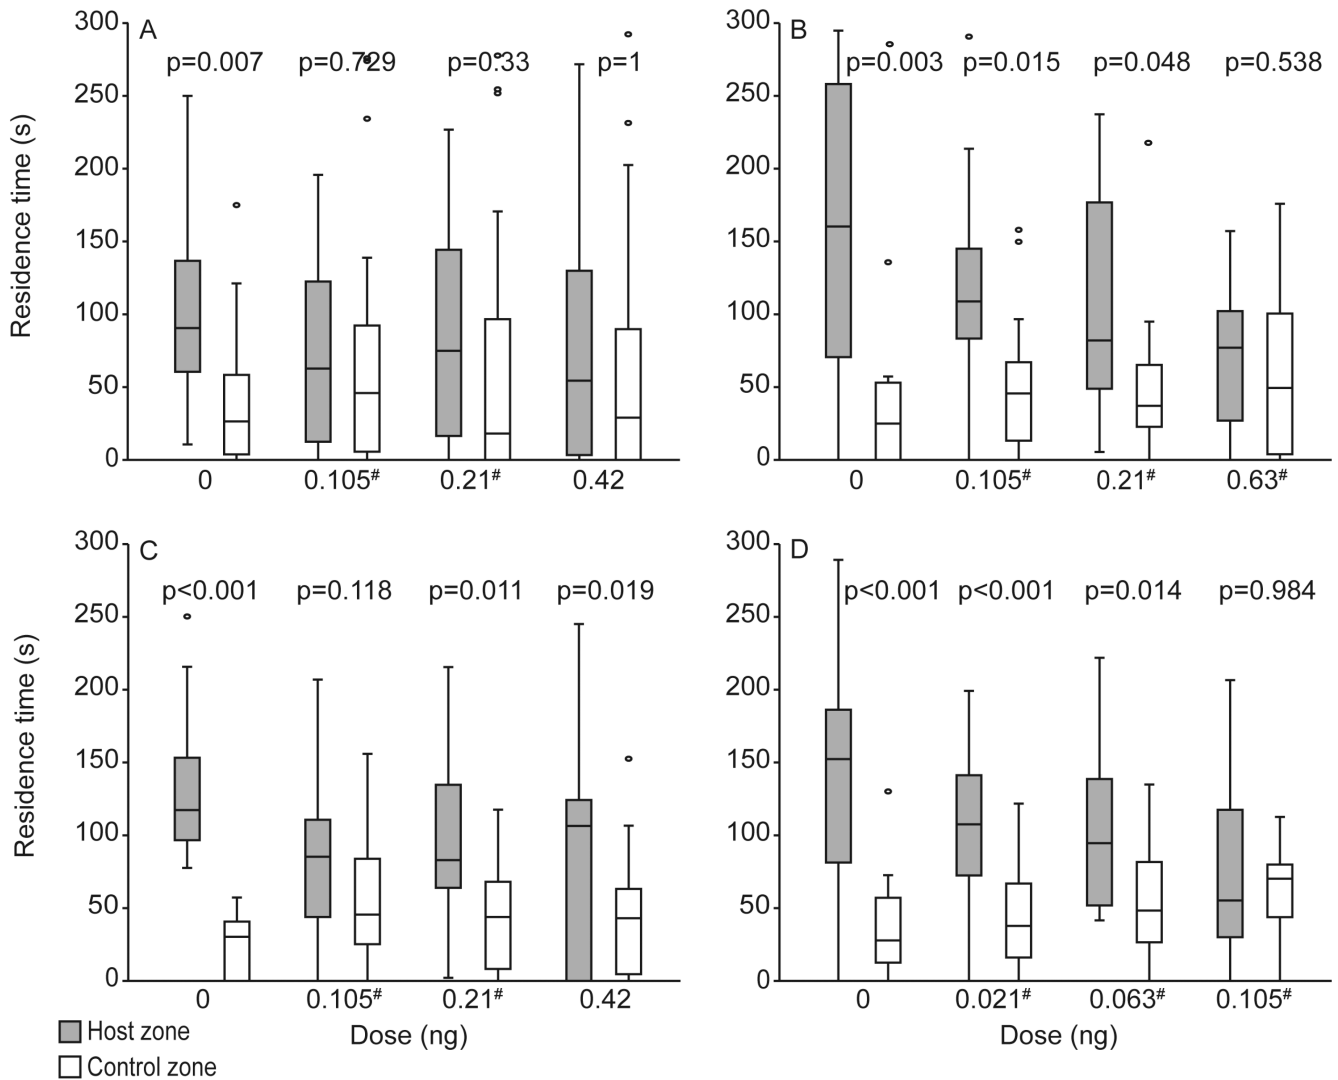 A
p=0.007 p=0.729 p=0.33 p=1
Residence time (s)
300
250
200
150
100
50
0
0 0.105# 0.21# 0.42
B
p=0.003 p=0.015 p=0.048 p=0.538
Residence time (s)
300
250
200
150
100
50
0
0 0.105# 0.21# 0.63#
C
p<0.001 p=0.118 p=0.011 p=0.019
Residence time (s)
300
250
200
150
100
50
0
0 0.105# 0.21# 0.42
Dose (ng)
D
p<0.001 p<0.001 p=0.014 p=0.984
300
250
200
150
100
50
0
0 0.021# 0.063# 0.105#
Dose (ng)
Host zone
Control zone